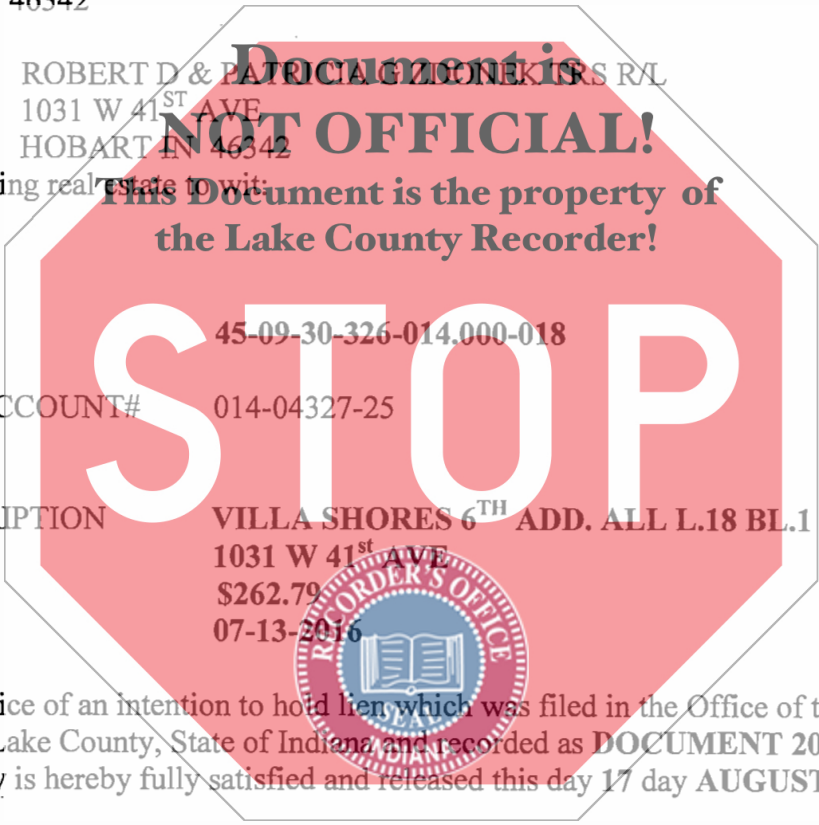 46342
Document is
ROBERT D & PATRICIA G ZDONEK TRS R/L
1031 W 41ST AVE
NOT OFFICIAL!
HOBART IN 46342
ing real estate to wit:
This Document is the property of
the Lake County Recorder!
45-09-30-326-014.000-018
STOP
CCOUNT# 014-04327-25
IPTION VILLA SHORES 6TH ADD. ALL L.18 BL.1
1031 W 41st AVE
$262.79
07-13-2016
RECORDER'S OFFICE
SEAL
INDIANA
ice of an intention to hold lien which was filed in the Office of t
Lake County, State of Indiana and recorded as DOCUMENT 20
y is hereby fully satisfied and released this day 17 day AUGUST